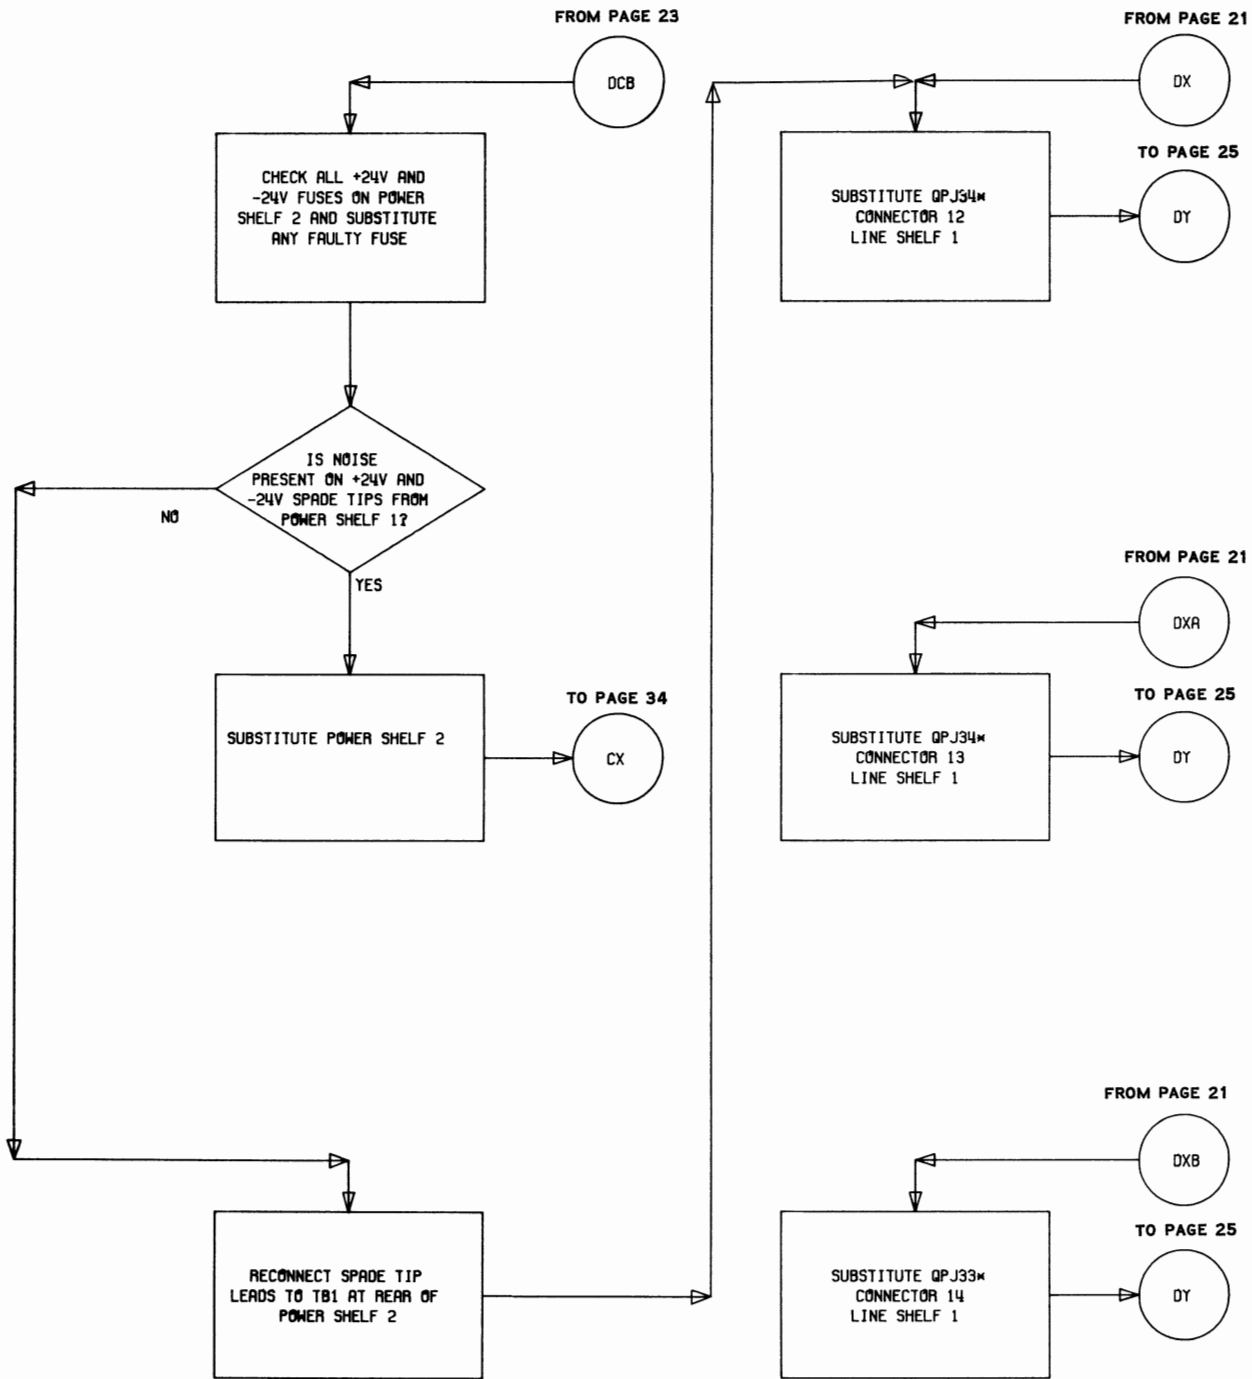 FROM PAGE 23
DCB
CHECK ALL +24V AND
-24V FUSES ON POWER
SHELF 2 AND SUBSTITUTE
ANY FAULTY FUSE
IS NOISE
PRESENT ON +24V AND
-24V SPADE TIPS FROM
POWER SHELF 1?
NO
YES
SUBSTITUTE POWER SHELF 2
TO PAGE 34
CX
RECONNECT SPADE TIP
LEADS TO TB1 AT REAR OF
POWER SHELF 2
FROM PAGE 21
DX
SUBSTITUTE QPJ34*
CONNECTOR 12
LINE SHELF 1
TO PAGE 25
DY
FROM PAGE 21
DXA
SUBSTITUTE QPJ34*
CONNECTOR 13
LINE SHELF 1
TO PAGE 25
DY
FROM PAGE 21
DXB
SUBSTITUTE QPJ33*
CONNECTOR 14
LINE SHELF 1
TO PAGE 25
DY